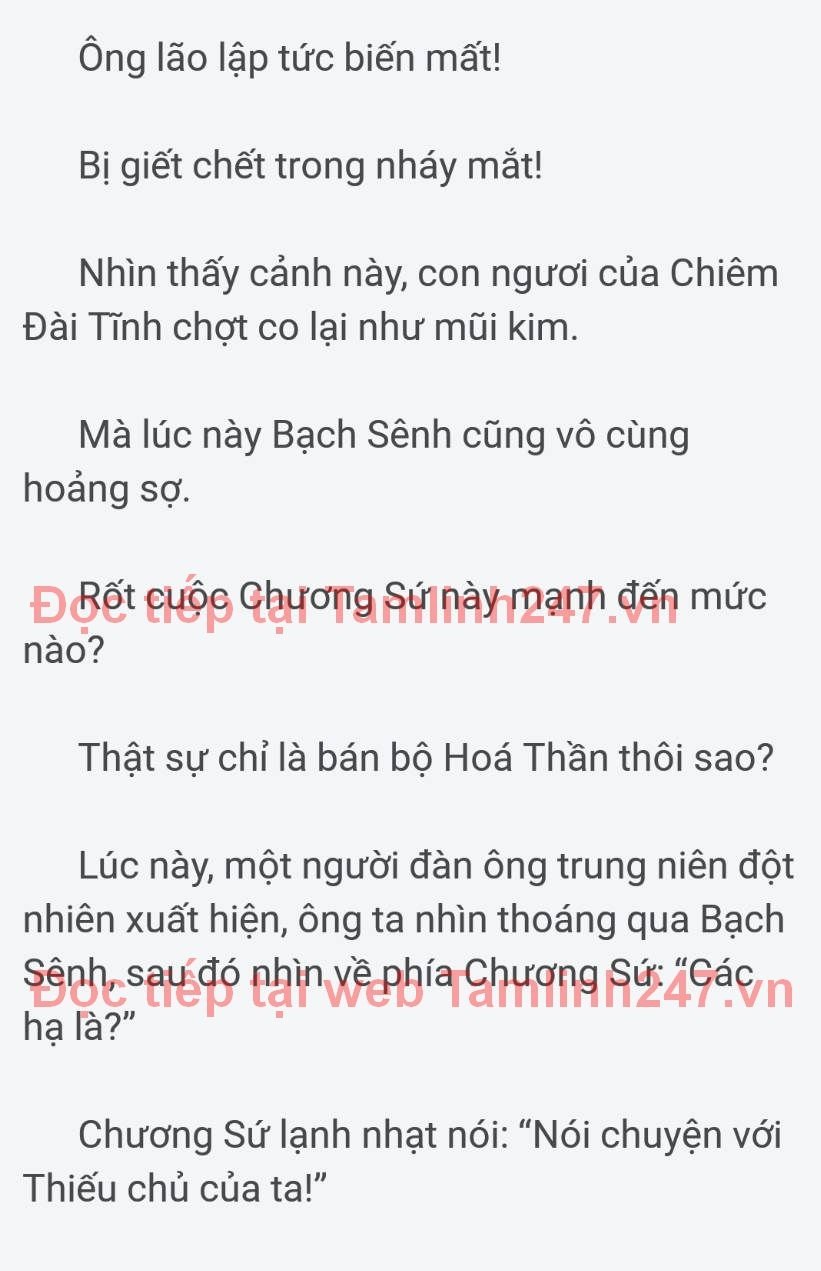 Ông lão lập tức biến mất!
Bị giết chết trong nháy mắt!
Nhìn thấy cảnh này, con ngươi của Chiêm
Đài Tĩnh chợt co lại như mũi kim.
Mà lúc này Bạch Sênh cũng vô cùng
hoảng sợ.
Rốt cuộc Chương Sứ này mạnh đến mức
Đọc tiếp tại Tamlinh247.vn
nào?
Thật sự chỉ là bán bộ Hoá Thần thôi sao?
Lúc này, một người đàn ông trung niên đột
nhiên xuất hiện, ông ta nhìn thoáng qua Bạch
Sênh, sau đó nhìn về phía Chương Sứ: “Các
Đọc tiếp tại web Tamlinh247.vn
hạ là?”
Chương Sứ lạnh nhạt nói: “Nói chuyện với
Thiếu chủ của ta!”